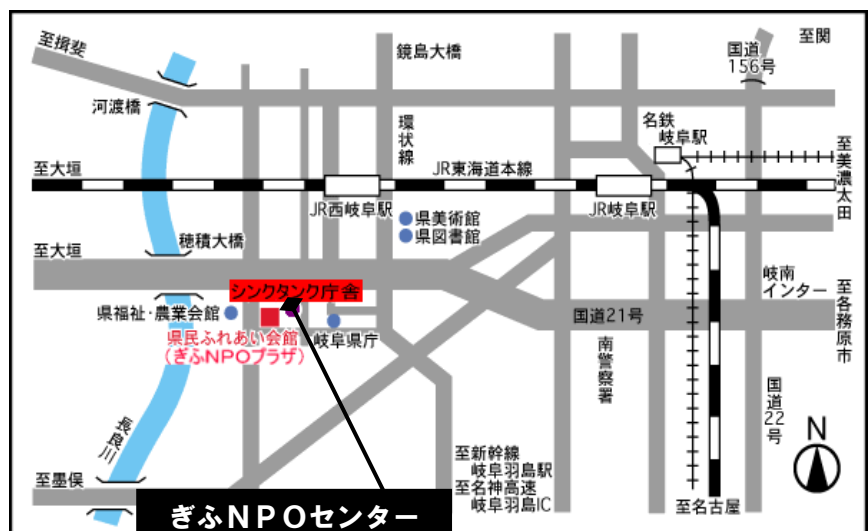 至揖斐
鏡島大橋
国道
156号
至関
河渡橋
環状線
名鉄
岐阜駅
至大垣
JR東海道本線
至美濃太田
JR西岐阜駅
JR岐阜駅
県美術館
県図書館
穂積大橋
至大垣
シンクタンク庁舎
岐南
インター
県福祉・農業会館
国道21号
至各務原市
県民ふれあい会館
(ぎふNPOプラザ)
岐阜県庁
南警察署
国道22号
長良川
N
至新幹線
岐阜羽島駅
至名神高速
岐阜羽島IC
至墨俣
至名古屋
ぎふNPOセンター